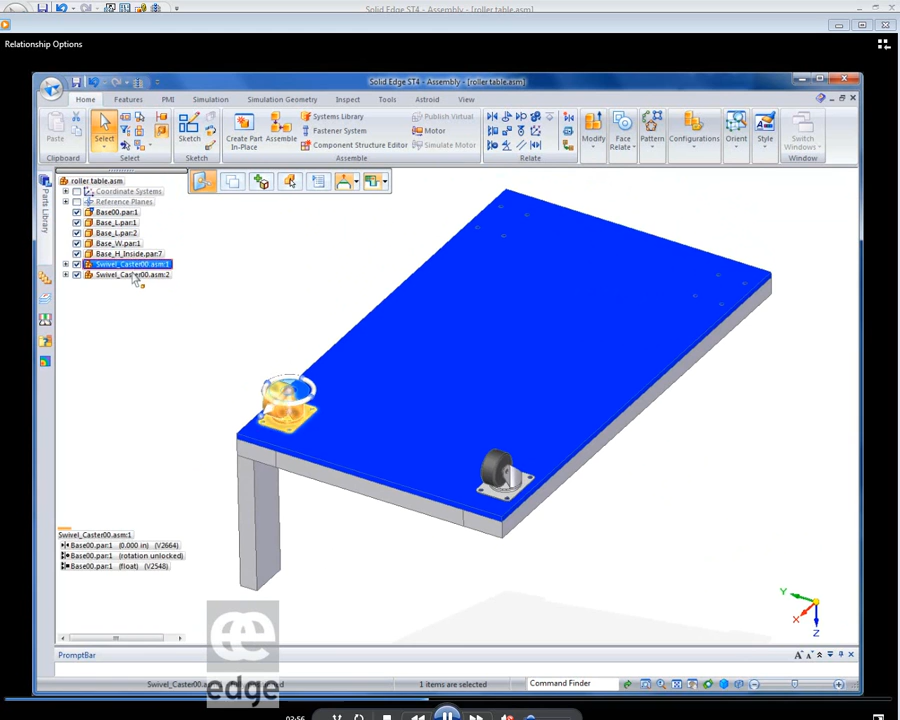 Solid Edge ST4 - Assembly - [roller table.asm]
Relationship Options
Solid Edge ST4 - Assembly - [roller table.asm]
Home Features PMI Simulation Simulation Geometry Inspect Tools Astroid View
Paste
Select
Sketch
Create Part In-Place
Assemble
Systems Library
Fastener System
Component Structure Editor
Publish Virtual
Motor
Simulate Motor
Modify
Face Relate
Pattern
Configurations
Orient
Style
Switch Windows
Clipboard Select Sketch Assemble Relate Window
Parts Library
roller table.asm
Coordinate Systems
Reference Planes
Base00.par:1
Base_L.par:1
Base_L.par:2
Base_W.par:1
Base_H_Inside.par:7
Swivel_Caster00.asm:1
Swivel_Caster00.asm:2
Swivel_Caster00.asm:1
Base00.par:1 (0.000 in) (V2664)
Base00.par:1 (rotation unlocked)
Base00.par:1 (float) (V2548)
Y
X
Z
ee
edge
PromptBar
1 items are selected
Command Finder
02:56